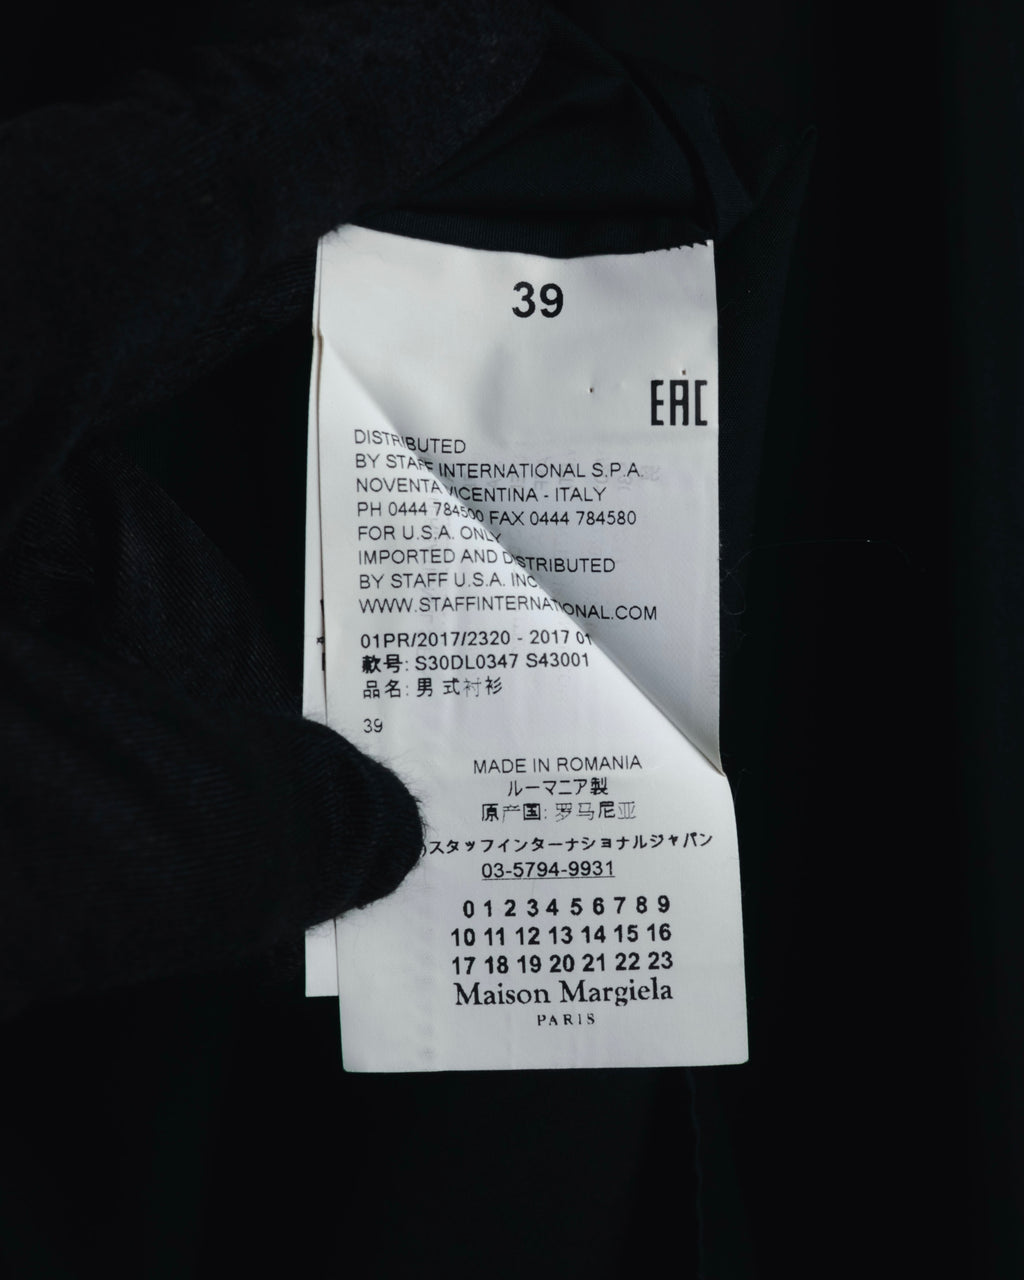 39
EAC
DISTRIBUTED
BY STAFF INTERNATIONAL S.P.A.
NOVENTA VICENTINA - ITALY
PH 0444 784500 FAX 0444 784580
FOR U.S.A. ONLY
IMPORTED AND DISTRIBUTED
BY STAFF U.S.A. INC
WWW.STAFFINTERNATIONAL.COM
01PR/2017/2320 - 2017 01
款号: S30DL0347 S43001
品名: 男 式衬衫
39
MADE IN ROMANIA
ルーマニア製
原产国: 罗马尼亚
スタッフインターナショナルジャパン
03-5794-9931
0 1 2 3 4 5 6 7 8 9
10 11 12 13 14 15 16
17 18 19 20 21 22 23
Maison Margiela
PARIS